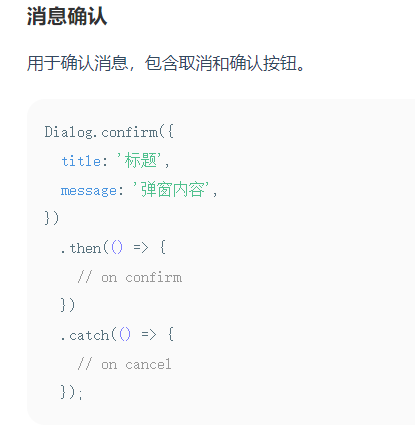 消息确认
用于确认消息，包含取消和确认按钮。
Dialog.confirm({
  title: '标题',
  message: '弹窗内容',
})
  .then(() => {
    // on confirm
  })
  .catch(() => {
    // on cancel
  });